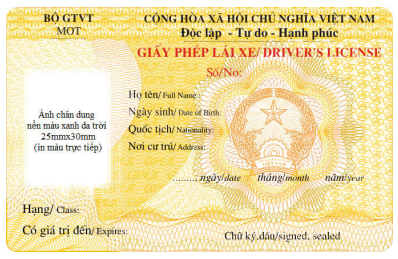 BỘ GTVT
MOT
CỘNG HÒA XÃ HỘI CHỦ NGHĨA VIỆT NAM
Độc lập - Tự do - Hanh phúc
GIẤY PHÉP LÁI XE/ DRIVER'S LICENSE
Số/No:
Ảnh chân dung
nền màu xanh da trời
25mmx30mm
(in màu trực tiếp)
Họ tên/ Full Name :
Ngày sinh/ Date of Birth:
Quốc tịch/ Nationality:
Nơi cư trú/ Address:
........, ngày/date tháng/month năm/year
Hang/ Class:
Có giá trị đến/ Expires:
Chữ ký,dấu/signed, sealed